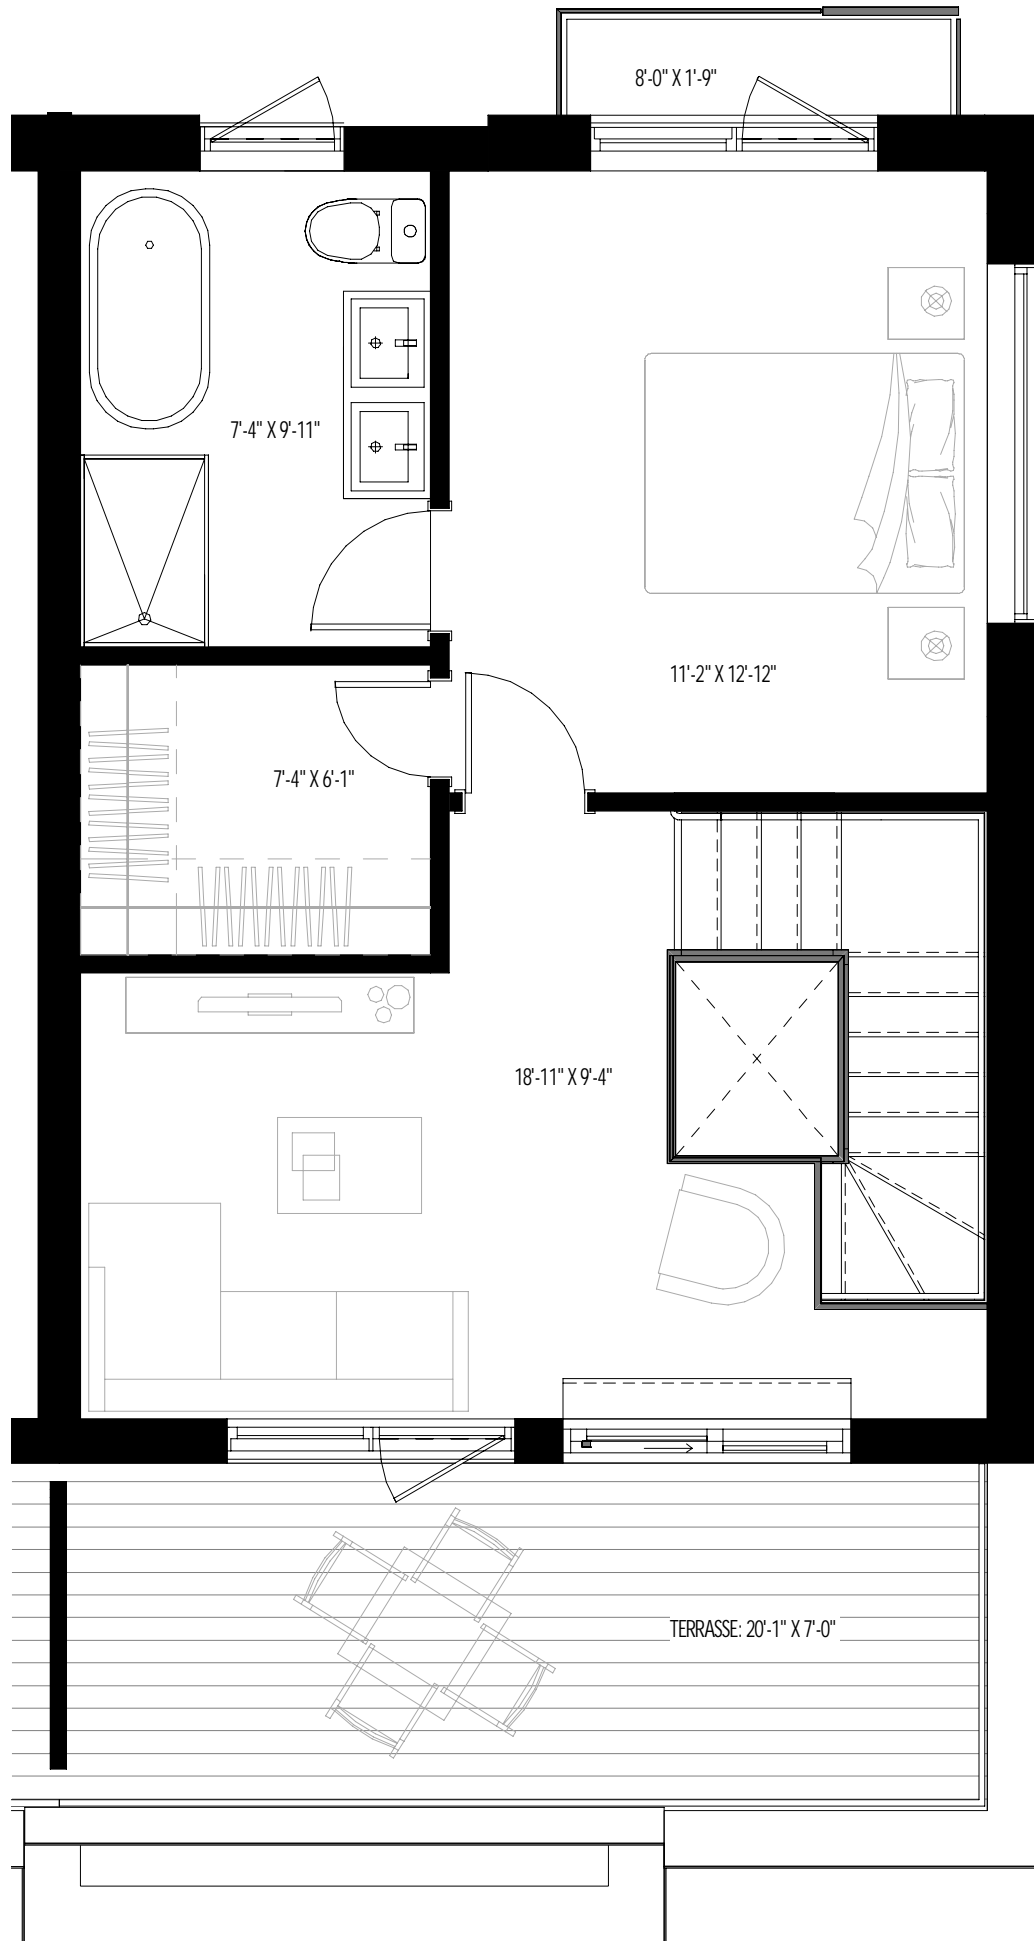 8'-0" X 1'-9"
7'-4" X 9'-11"
11'-2" X 12'-12"
7'-4" X 6'-1"
18'-11" X 9'-4"
TERRASSE: 20'-1" X 7'-0"